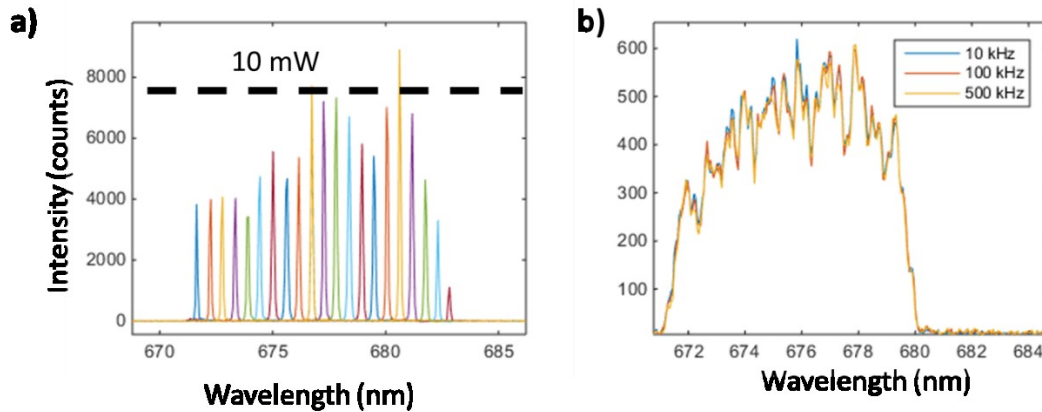 a)
10 mW
Intensity (counts)
8000
6000
4000
2000
0
670
675
680
685
Wavelength (nm)
b)
10 kHz
100 kHz
500 kHz
600
500
400
300
200
100
672
674
676
678
680
682
684
Wavelength (nm)